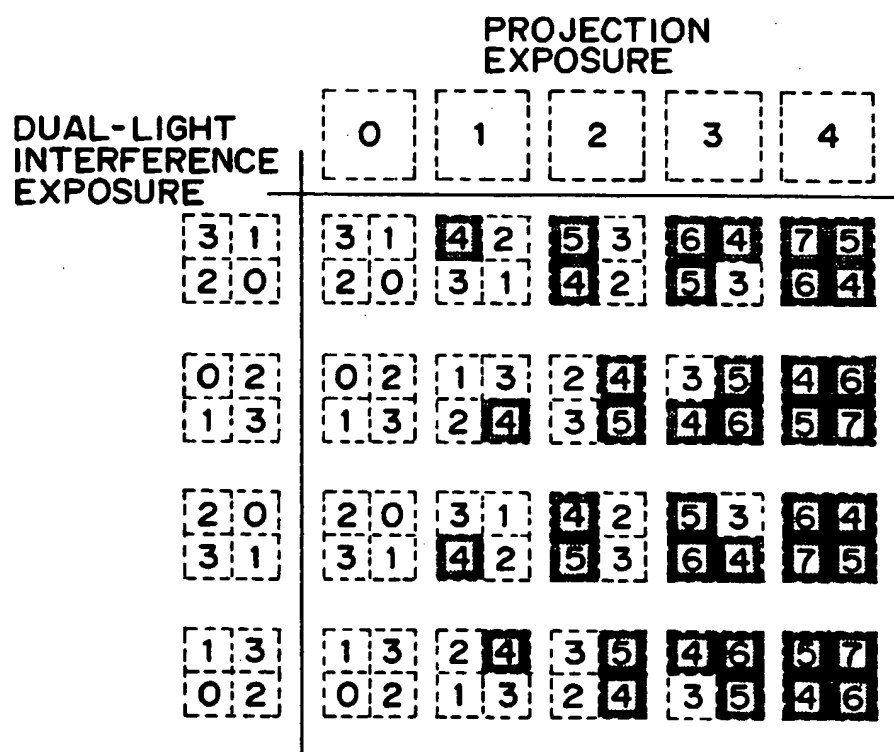 PROJECTION
EXPOSURE
DUAL-LIGHT
INTERFERENCE
EXPOSURE
0 1 2 3 4
3 1 3 1 4 2 5 3 6 4 7 5
2 0 2 0 3 1 4 2 5 3 6 4
0 2 0 2 1 3 2 4 3 5 4 6
1 3 1 3 2 4 3 5 4 6 5 7
2 0 2 0 3 1 4 2 5 3 6 4
3 1 3 1 4 2 5 3 6 4 7 5
1 3 1 3 2 4 3 5 4 6 5 7
0 2 0 2 1 3 2 4 3 5 4 6